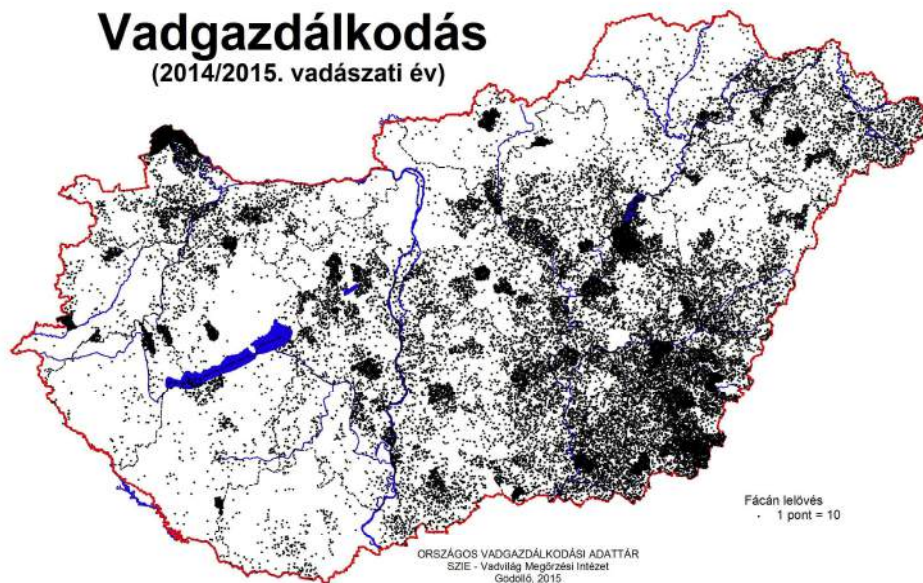 Vadgazdálkodás
(2014/2015. vadászati év)
Fácán lelövés
1 pont = 10
ORSZÁGOS VADGAZDÁLKODÁSI ADATTÁR
SZIE - Vadvilág Megőrzési Intézet
Gödöllő, 2015